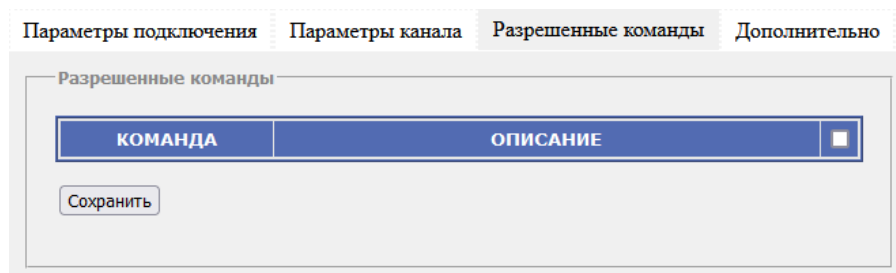 Параметры подключения Параметры канала Разрешенные команды Дополнительно
Разрешенные команды
КОМАНДА ОПИСАНИЕ
Сохранить